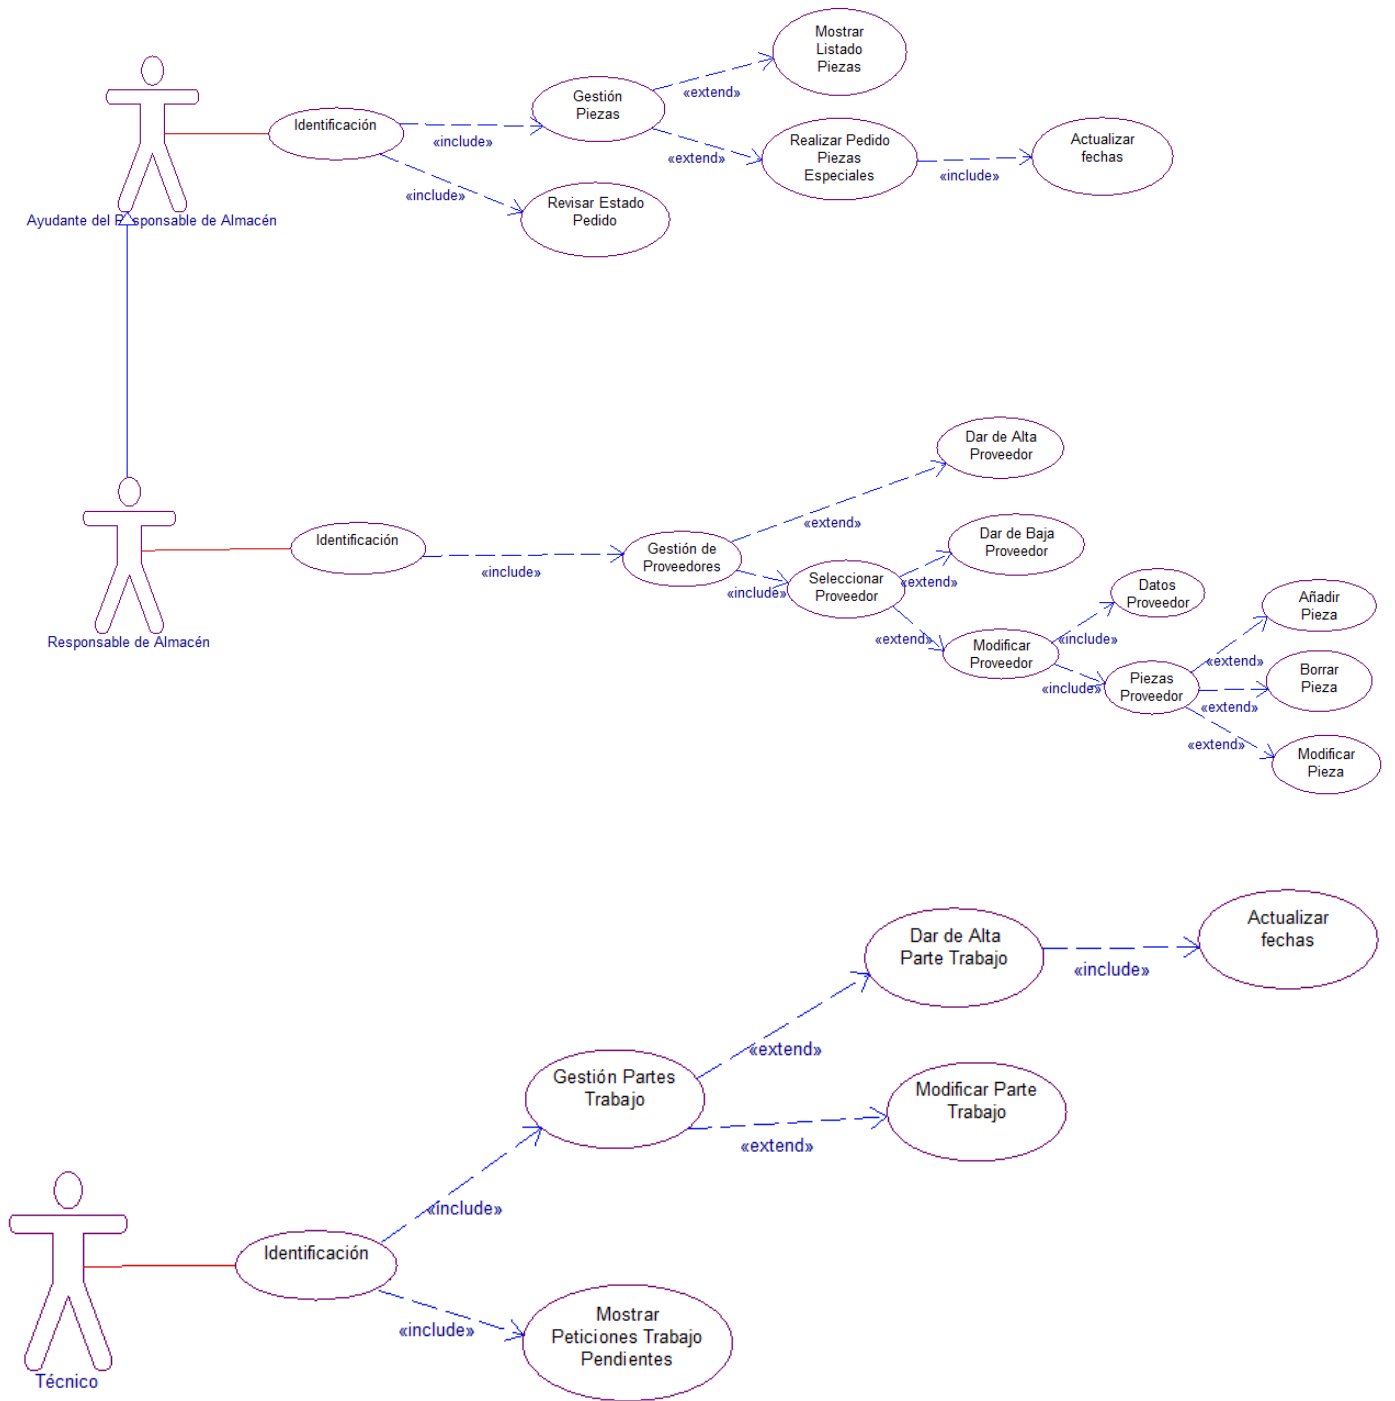 Mostrar
Listado
Piezas
«extend»
Gestión
Piezas
Identificación
«include»
«extend»
Realizar Pedido
Piezas
Especiales
«include»
Actualizar
fechas
«include»
Revisar Estado
Pedido
Ayudante del Responsable de Almacén
Dar de Alta
Proveedor
«extend»
Identificación
«include»
Gestión de
Proveedores
«include»
Seleccionar
Proveedor
«extend»
Dar de Baja
Proveedor
«extend»
Modificar
Proveedor
«include»
Datos
Proveedor
«include»
Piezas
Proveedor
«extend»
Añadir
Pieza
«extend»
Borrar
Pieza
«extend»
Modificar
Pieza
Responsable de Almacén
Dar de Alta
Parte Trabajo
«include»
Actualizar
fechas
«extend»
Gestión Partes
Trabajo
«extend»
Modificar Parte
Trabajo
«include»
Identificación
«include»
Mostrar
Peticiones Trabajo
Pendientes
Técnico